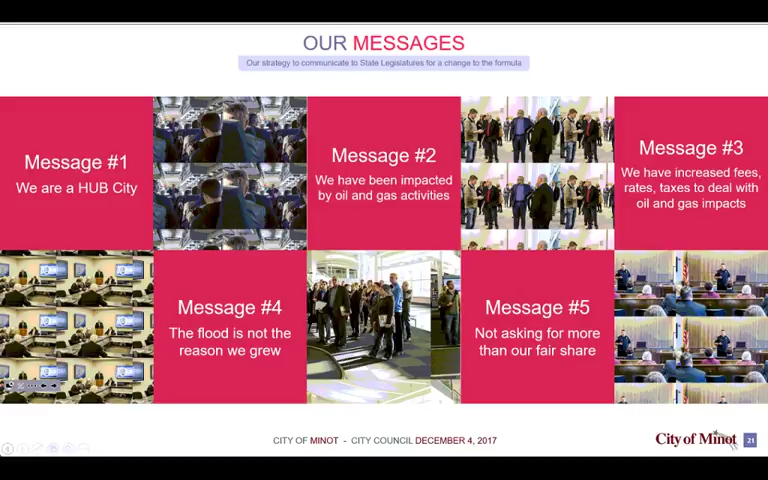 OUR MESSAGES
Our strategy to communicate to State Legislatures for a change to the formula
Message #1
We are a HUB City
Message #2
We have been impacted
by oil and gas activities
Message #3
We have increased fees,
rates, taxes to deal with
oil and gas impacts
Message #4
The flood is not the
reason we grew
Message #5
Not asking for more
than our fair share
CITY OF MINOT - CITY COUNCIL DECEMBER 4, 2017
City of Minot
21